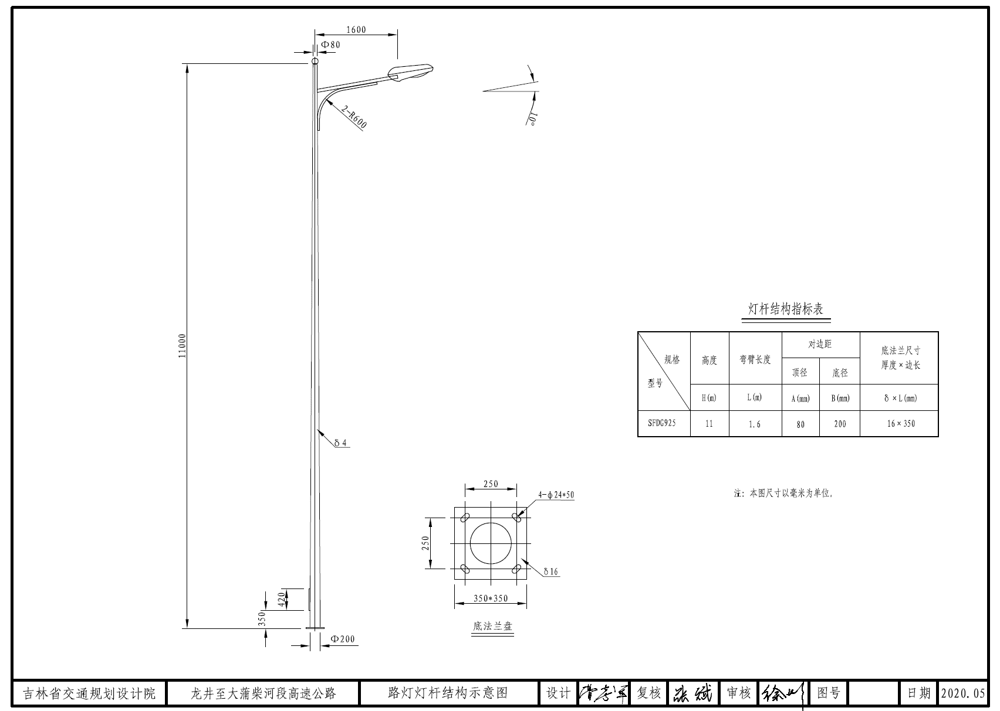 1600
Φ80
2-R600
10°
11000
δ4
420
350
Φ200
250
4-ф24*50
250
δ16
350*350
底法兰盘
灯杆结构指标表
规格
型号
高度
弯臂长度
对边距
底法兰尺寸
厚度×边长
顶径
底径
H(m)
L(m)
A(mm)
B(mm)
δ×L(mm)
SFDG925
11
1.6
80
200
16×350
注: 本图尺寸以毫米为单位。
吉林省交通规划设计院
龙井至大蒲柴河段高速公路
路灯灯杆结构示意图
设计
复核
审核
图号
日期
2020.05